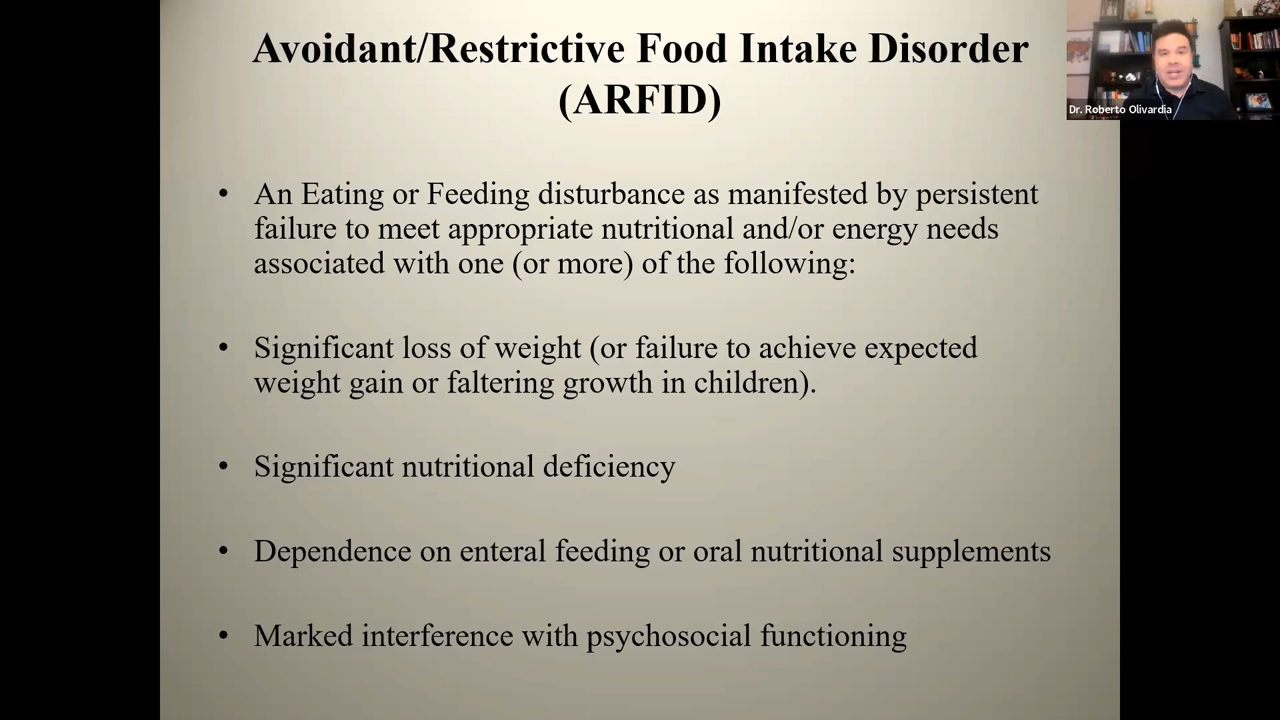 Avoidant/Restrictive Food Intake Disorder
(ARFID)
Dr. Roberto Olivardia
• An Eating or Feeding disturbance as manifested by persistent
failure to meet appropriate nutritional and/or energy needs
associated with one (or more) of the following:
• Significant loss of weight (or failure to achieve expected
weight gain or faltering growth in children).
• Significant nutritional deficiency
• Dependence on enteral feeding or oral nutritional supplements
• Marked interference with psychosocial functioning